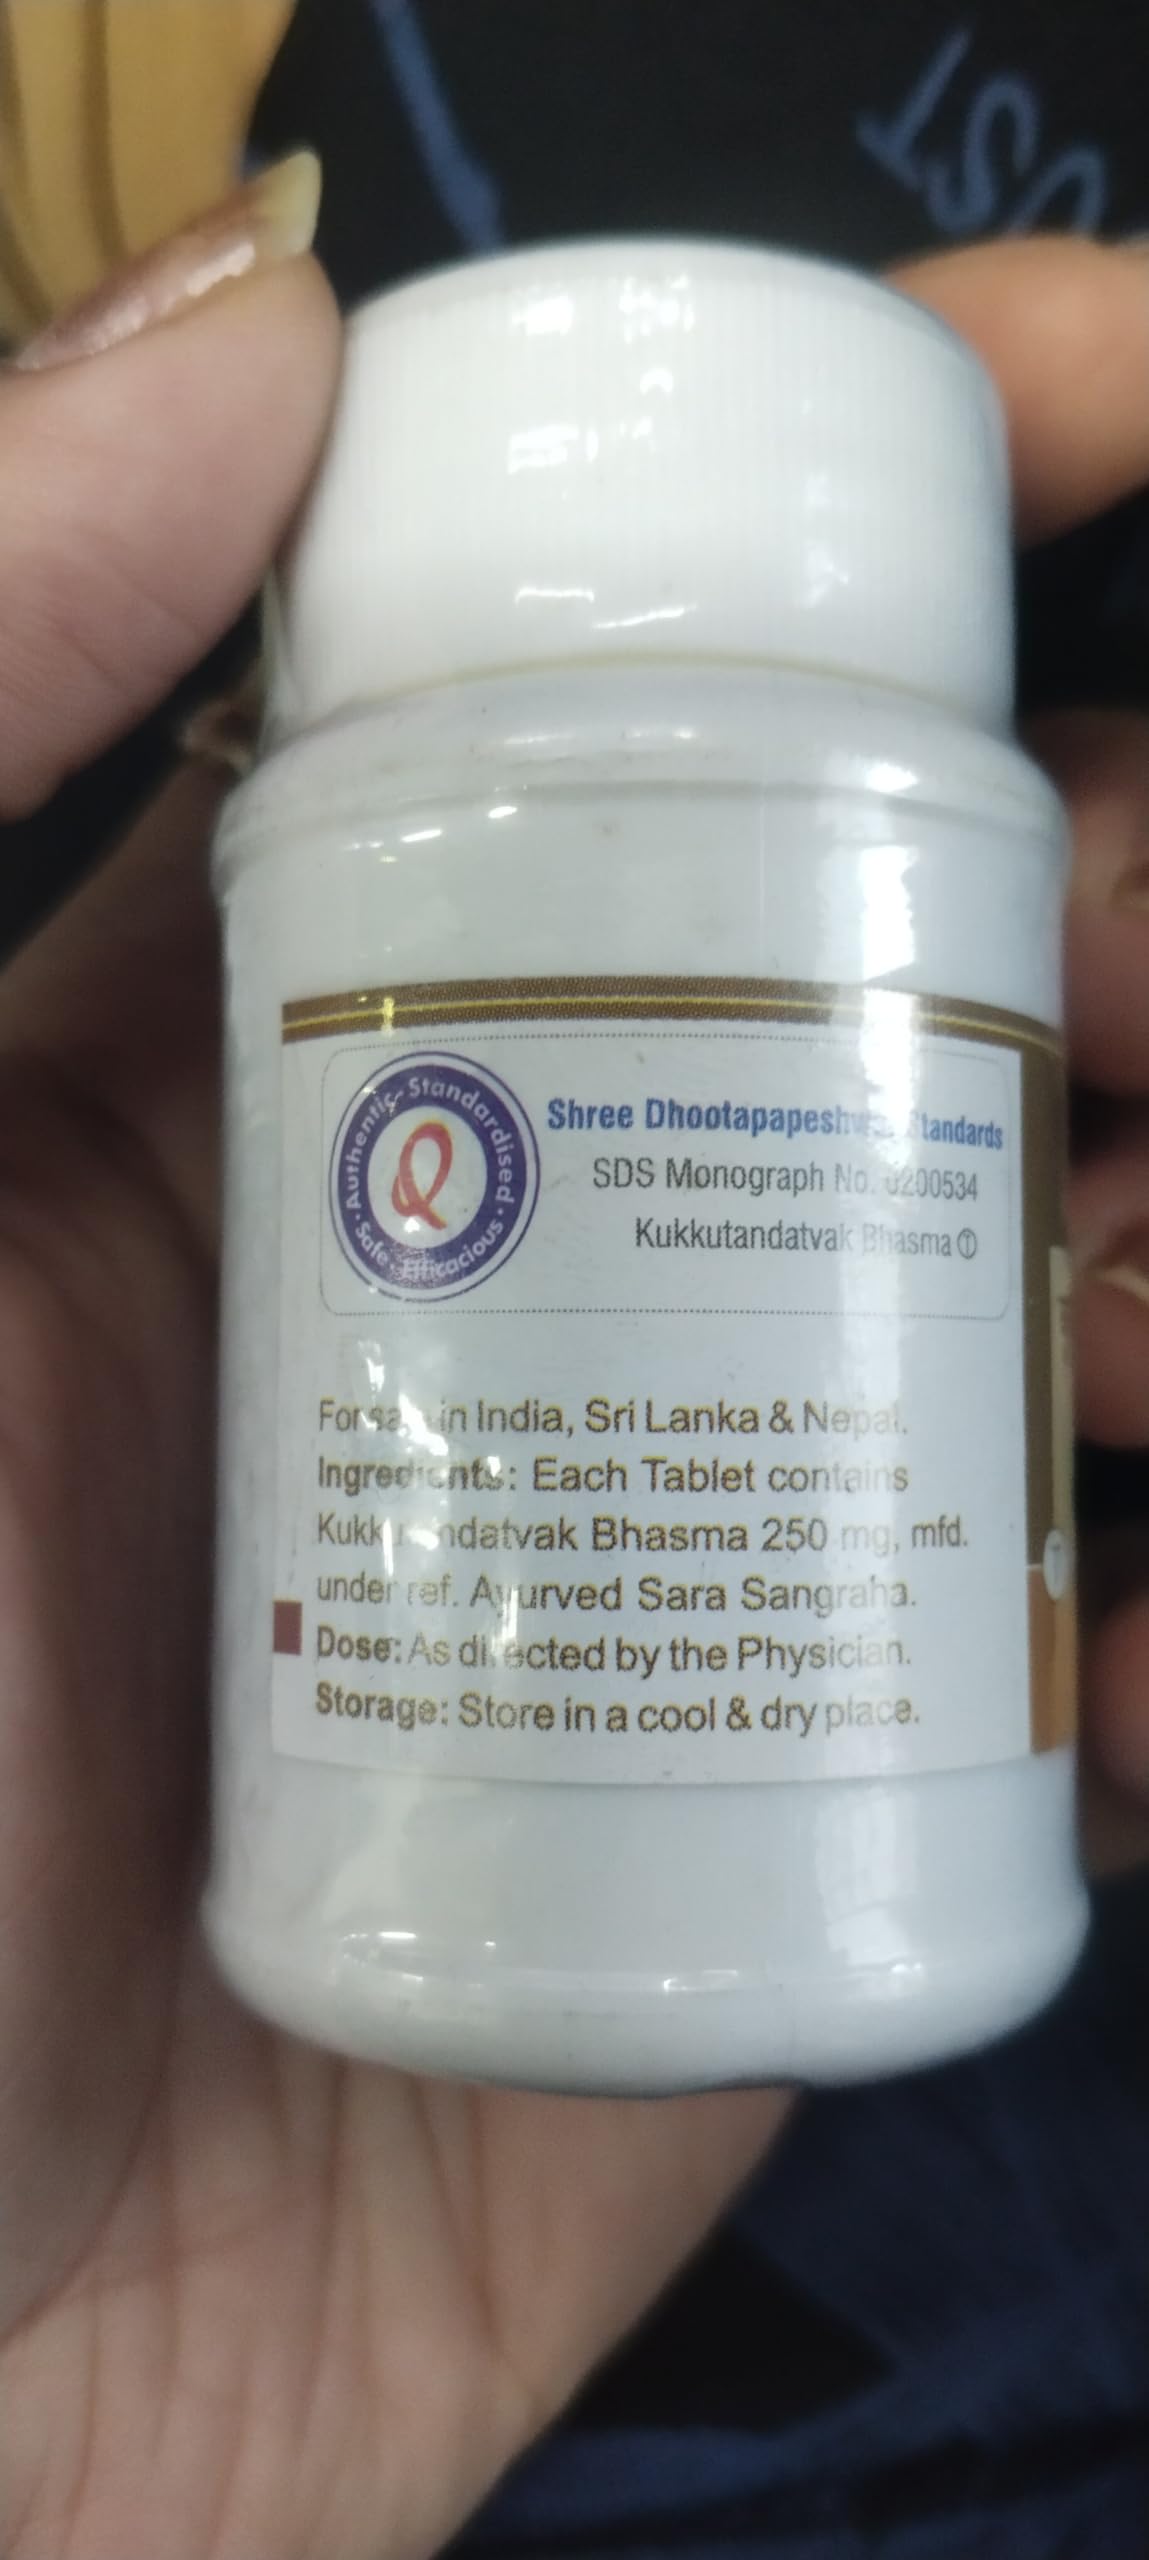 Authentic · Standardised · Efficacious · Safe ·
Q
Shree Dhootapapeshwar Standards
SDS Monograph No. 0200534
Kukkutandatvak Bhasma Ⓣ
For sale in India, Sri Lanka & Nepal.
Ingredients: Each Tablet contains
Kukkutandatvak Bhasma 250 mg, mfd.
under ref. Ayurved Sara Sangraha.
Dose: As directed by the Physician.
Storage: Store in a cool & dry place.